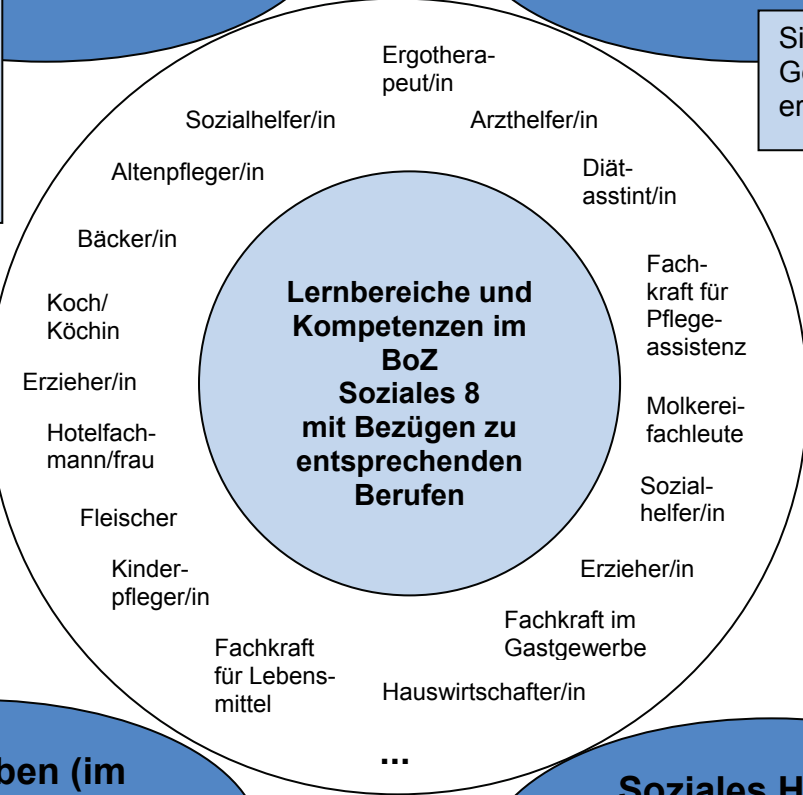 Si
Ge
er
Ergothera-
peut/in
Sozialhelfer/in
Arzthelfer/in
Altenpfleger/in
Diät-
asstint/in
Bäcker/in
Fach-
kraft für
Pflege-
assistenz
Koch/
Köchin
Erzieher/in
Molkerei-
fachleute
Hotelfach-
mann/frau
Sozial-
helfer/in
Fleischer
Erzieher/in
Kinder-
pfleger/in
Fachkraft im
Gastgewerbe
Fachkraft
für Lebens-
mittel
Hauswirtschafter/in
...
Lernbereiche und
Kompetenzen im
BoZ
Soziales 8
mit Bezügen zu
entsprechenden
Berufen
ben (im
Soziales H